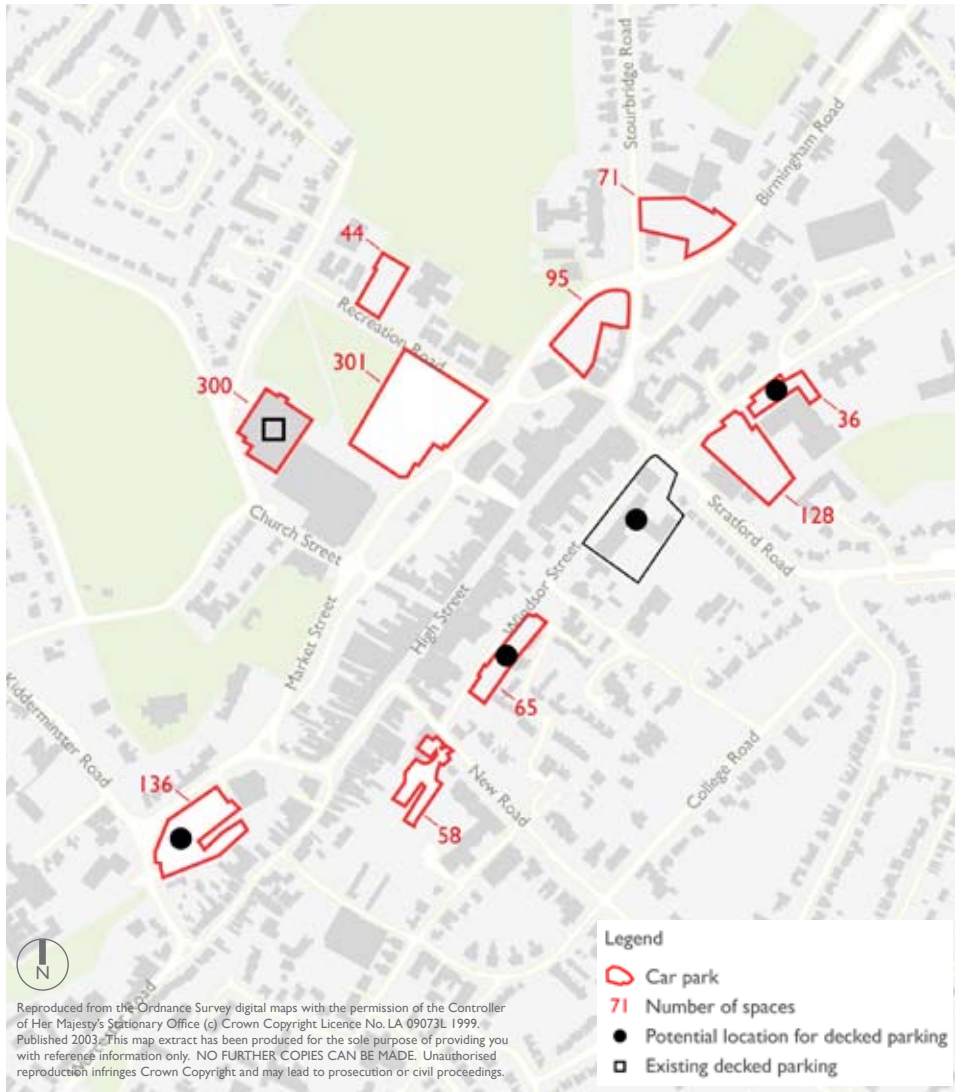 Stourbridge Road
Birmingham Road
71
44
95
Recreation Road
301
300
36
128
Stratford Road
Church Street
Windsor Street
High Street
Market Street
65
Kidderminster Road
136
New Road
College Road
58
N
Legend
Car park
71 Number of spaces
Potential location for decked parking
Existing decked parking
Reproduced from the Ordnance Survey digital maps with the permission of the Controller
of Her Majesty's Stationary Office (c) Crown Copyright Licence No. LA 09073L 1999.
Published 2003. This map extract has been produced for the sole purpose of providing you
with reference information only. NO FURTHER COPIES CAN BE MADE. Unauthorised
reproduction infringes Crown Copyright and may lead to prosecution or civil proceedings.
Road